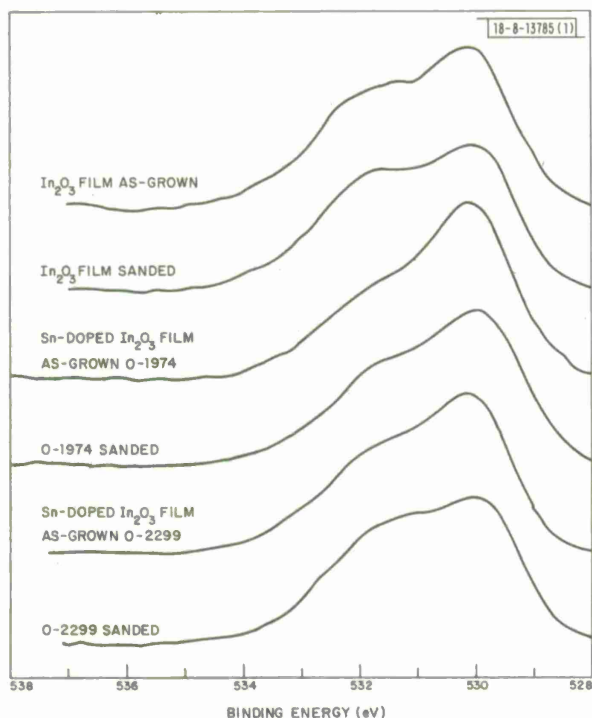 18-8-13785(1)
In₂O₃ FILM AS-GROWN
In₂O₃ FILM SANDED
Sn-DOPED In₂O₃ FILM
AS-GROWN O-1974
O-1974 SANDED
Sn-DOPED In₂O₃ FILM
AS-GROWN O-2299
O-2299 SANDED
538 536 534 532 530 528
BINDING ENERGY (eV)